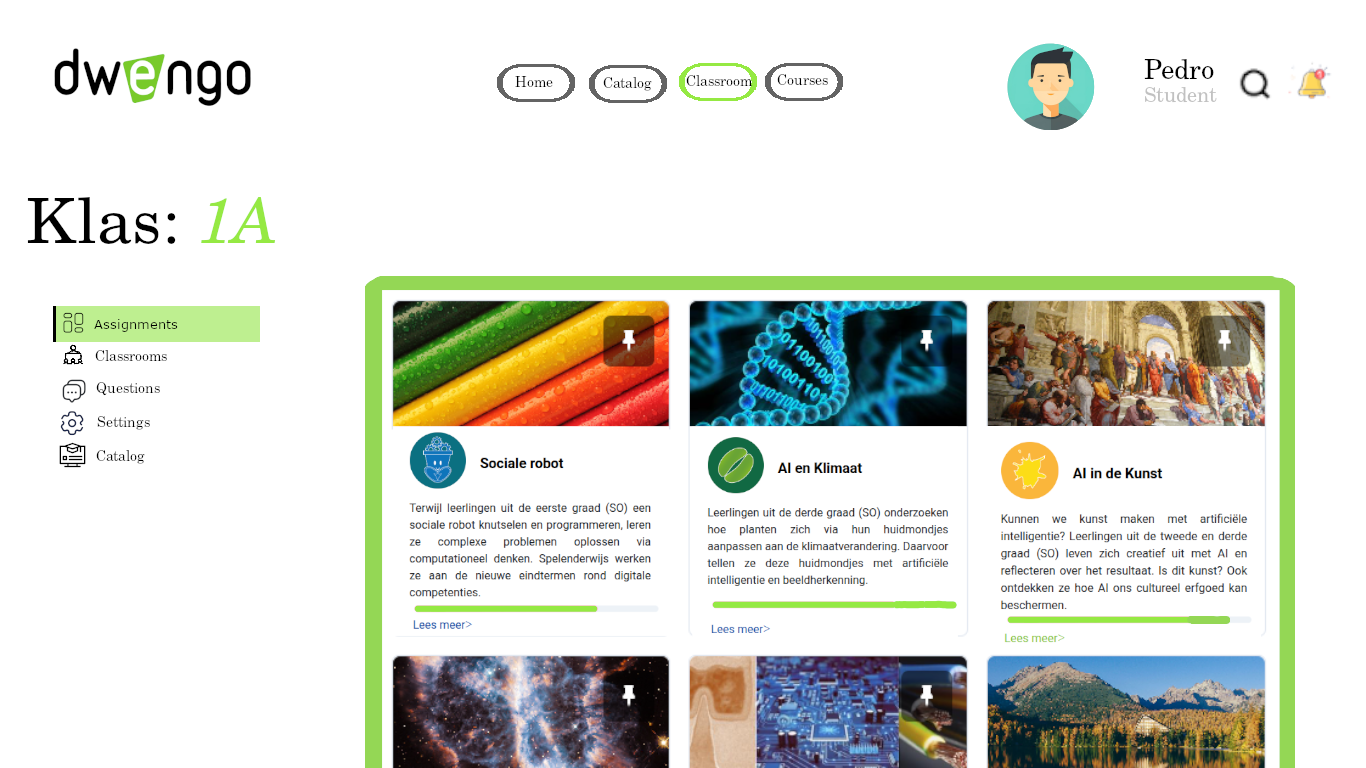 dwengo
Home
Catalog
Classroom
Courses
Pedro
Student
Klas: 1A
Assignments
Classrooms
Questions
Settings
Catalog
Sociale robot
Terwijl leerlingen uit de eerste graad (SO) een
sociale robot knutselen en programmeren, leren
ze complexe problemen oplossen via
computationeel denken. Spelenderwijs werken
ze aan de nieuwe eindtermen rond digitale
competenties.
Lees meer>
AI en Klimaat
Leerlingen uit de derde graad (SO) onderzoeken
hoe planten zich via hun huidmondjes
aanpassen aan de klimaatverandering. Daarvoor
tellen ze deze huidmondjes met artificiële
intelligentie en beeldherkenning.
Lees meer>
AI in de Kunst
Kunnen we kunst maken met artificiële
intelligentie? Leerlingen uit de tweede en derde
graad (SO) leven zich creatief uit met AI en
reflecteren over het resultaat. Is dit kunst? Ook
ontdekken ze hoe AI ons cultureel erfgoed kan
beschermen.
Lees meer>